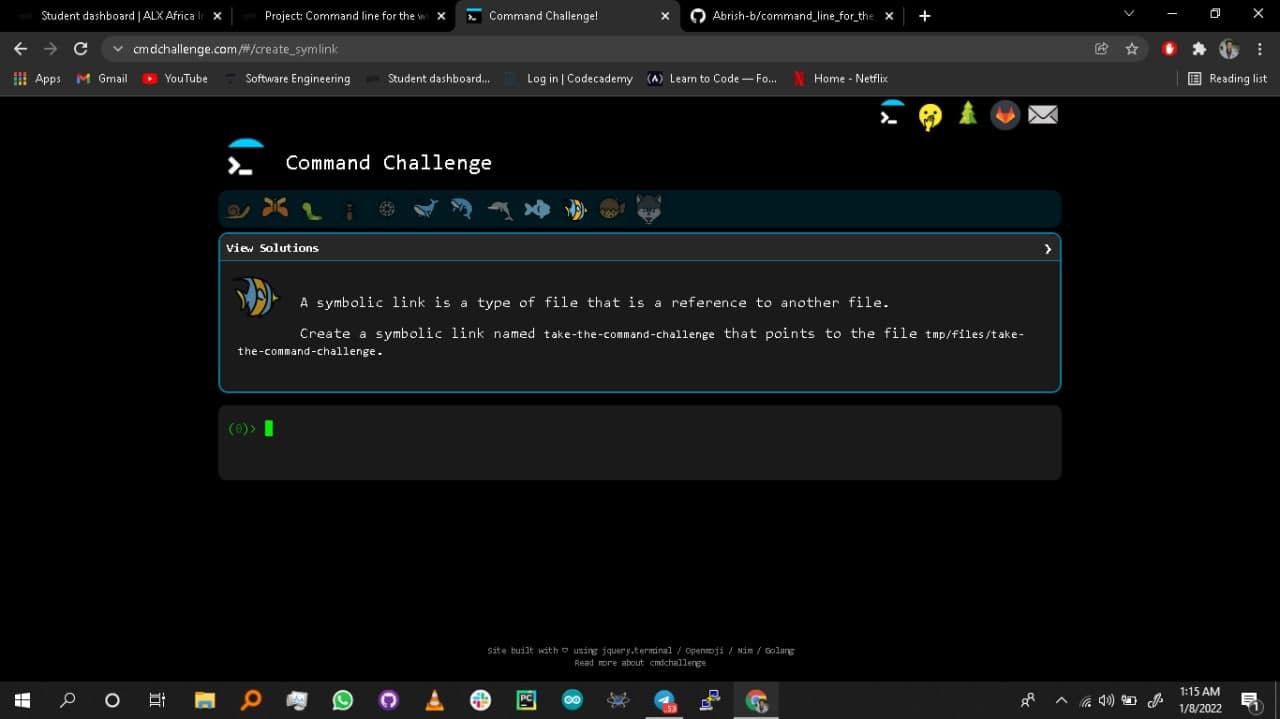 Student dashboard | ALX Africa I
Project: Command line for the w
Command Challenge!
Abrish-b/command_line_for_the
cmdchallenge.com/#/create_symlink
Apps
Gmail
YouTube
Software Engineering
Student dashboard...
Log in | Codecademy
Learn to Code — Fo...
Home - Netflix
Reading list
Command Challenge
View Solutions
A symbolic link is a type of file that is a reference to another file.
Create a symbolic link named take-the-command-challenge that points to the file tmp/files/take-
the-command-challenge.
(0)>
Site built with ♡ using jquery.terminal / Openmoji / Nim / Golang
Read more about cmdchallenge
PC
1:15 AM
1/8/2022
1